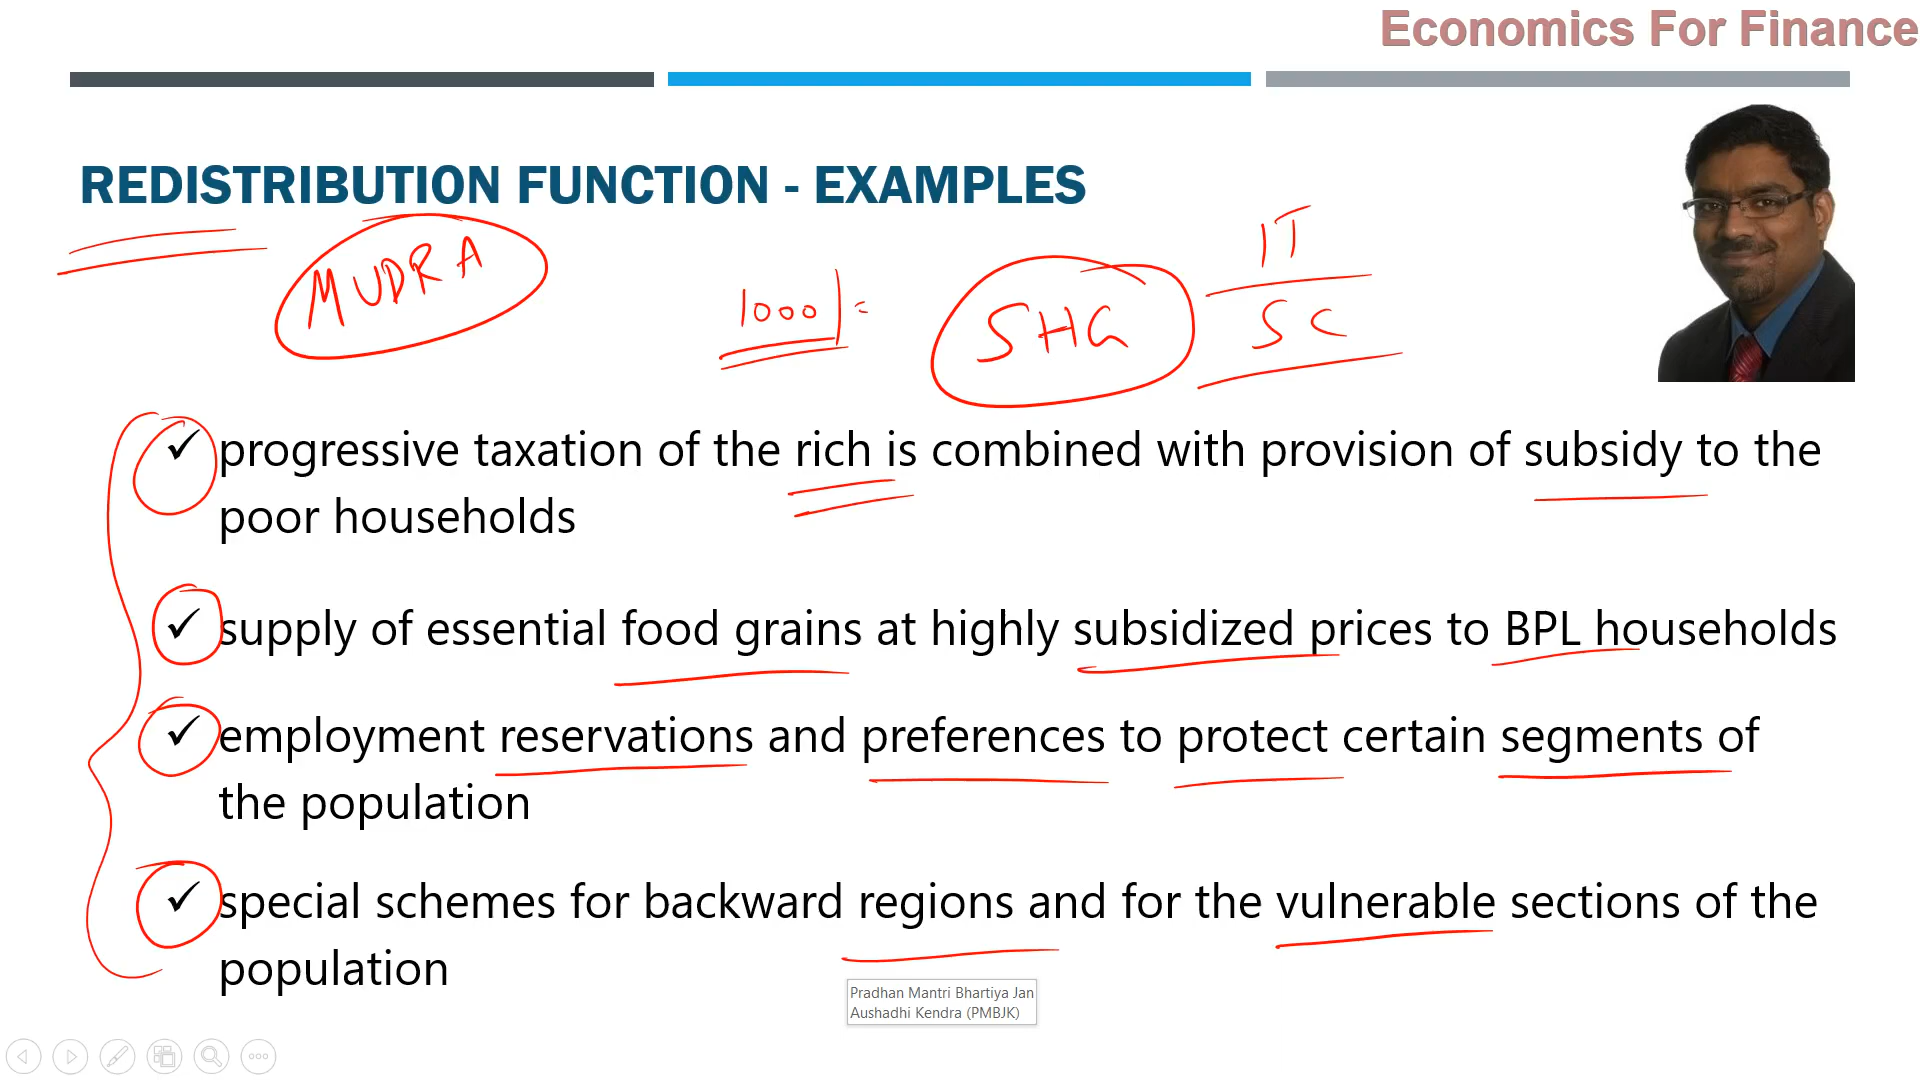 Economics For Finance
REDISTRIBUTION FUNCTION - EXAMPLES
MUDRA
1000/=
SHG
IT
SC
✓ progressive taxation of the rich is combined with provision of subsidy to the
poor households
✓ supply of essential food grains at highly subsidized prices to BPL households
✓ employment reservations and preferences to protect certain segments of
the population
✓ special schemes for backward regions and for the vulnerable sections of the
population
Pradhan Mantri Bhartiya Jan
Aushadhi Kendra (PMBJK)